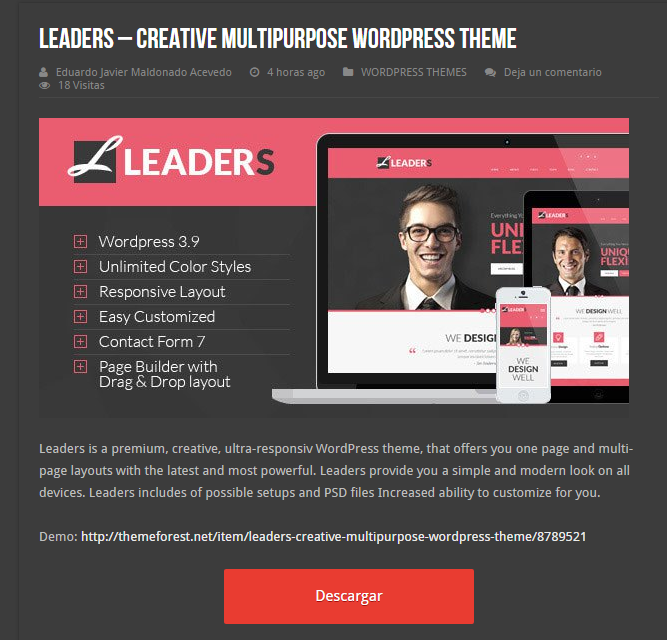 LEADERS – CREATIVE MULTIPURPOSE WORDPRESS THEME
Eduardo Javier Maldonado Acevedo 4 horas ago WORDPRESS THEMES Deja un comentario
18 Visitas
L LEADERS
Wordpress 3.9
Unlimited Color Styles
Responsive Layout
Easy Customized
Contact Form 7
Page Builder with
Drag & Drop layout
LEADERS
Everything You
UNI
FLEX
WE DESIG
LEADERS
UNIQU
FLEXI
DESIGN WELL
WE
DESIGN
WELL
Leaders is a premium, creative, ultra-responsiv WordPress theme, that offers you one page and multi-
page layouts with the latest and most powerful. Leaders provide you a simple and modern look on all
devices. Leaders includes of possible setups and PSD files Increased ability to customize for you.
Demo: http://themeforest.net/item/leaders-creative-multipurpose-wordpress-theme/8789521
Descargar